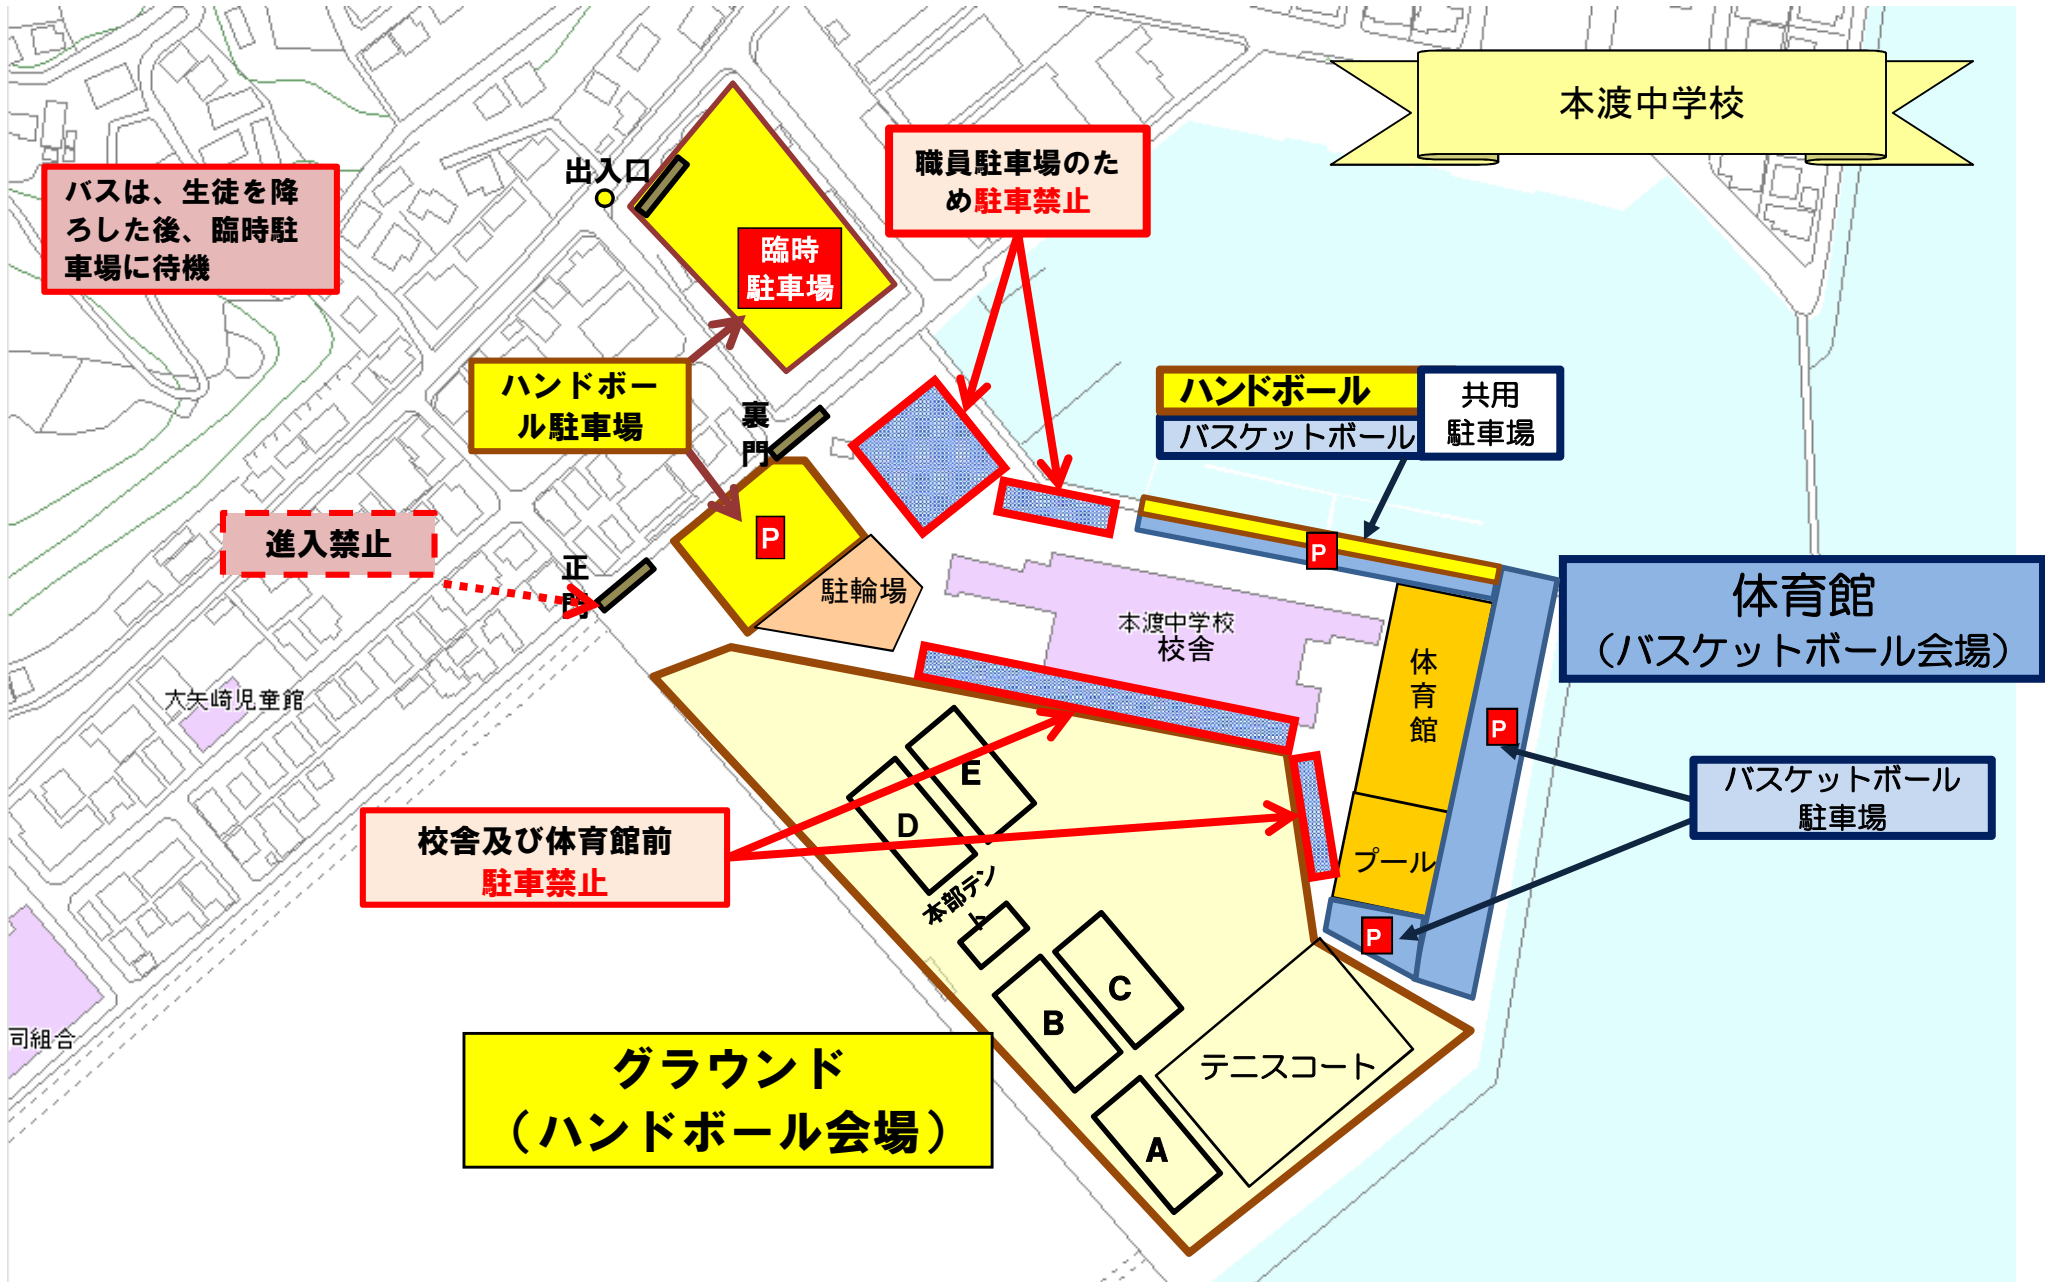 本渡中学校
出入口
バスは、生徒を降
ろした後、臨時駐
車場に待機
職員駐車場のた
め駐車禁止
臨時
駐車場
ハンドボー
ル駐車場
裏
門
ハンドボール
バスケットボール
共用
駐車場
進入禁止
正
門
P
駐輪場
P
体育館
（バスケットボール会場）
本渡中学校
校舎
体
育
館
P
大矢崎児童館
バスケットボール
駐車場
E
D
校舎及び体育館前
駐車禁止
プール
本部テン
ト
P
C
B
司組合
グラウンド
（ハンドボール会場）
テニスコート
A